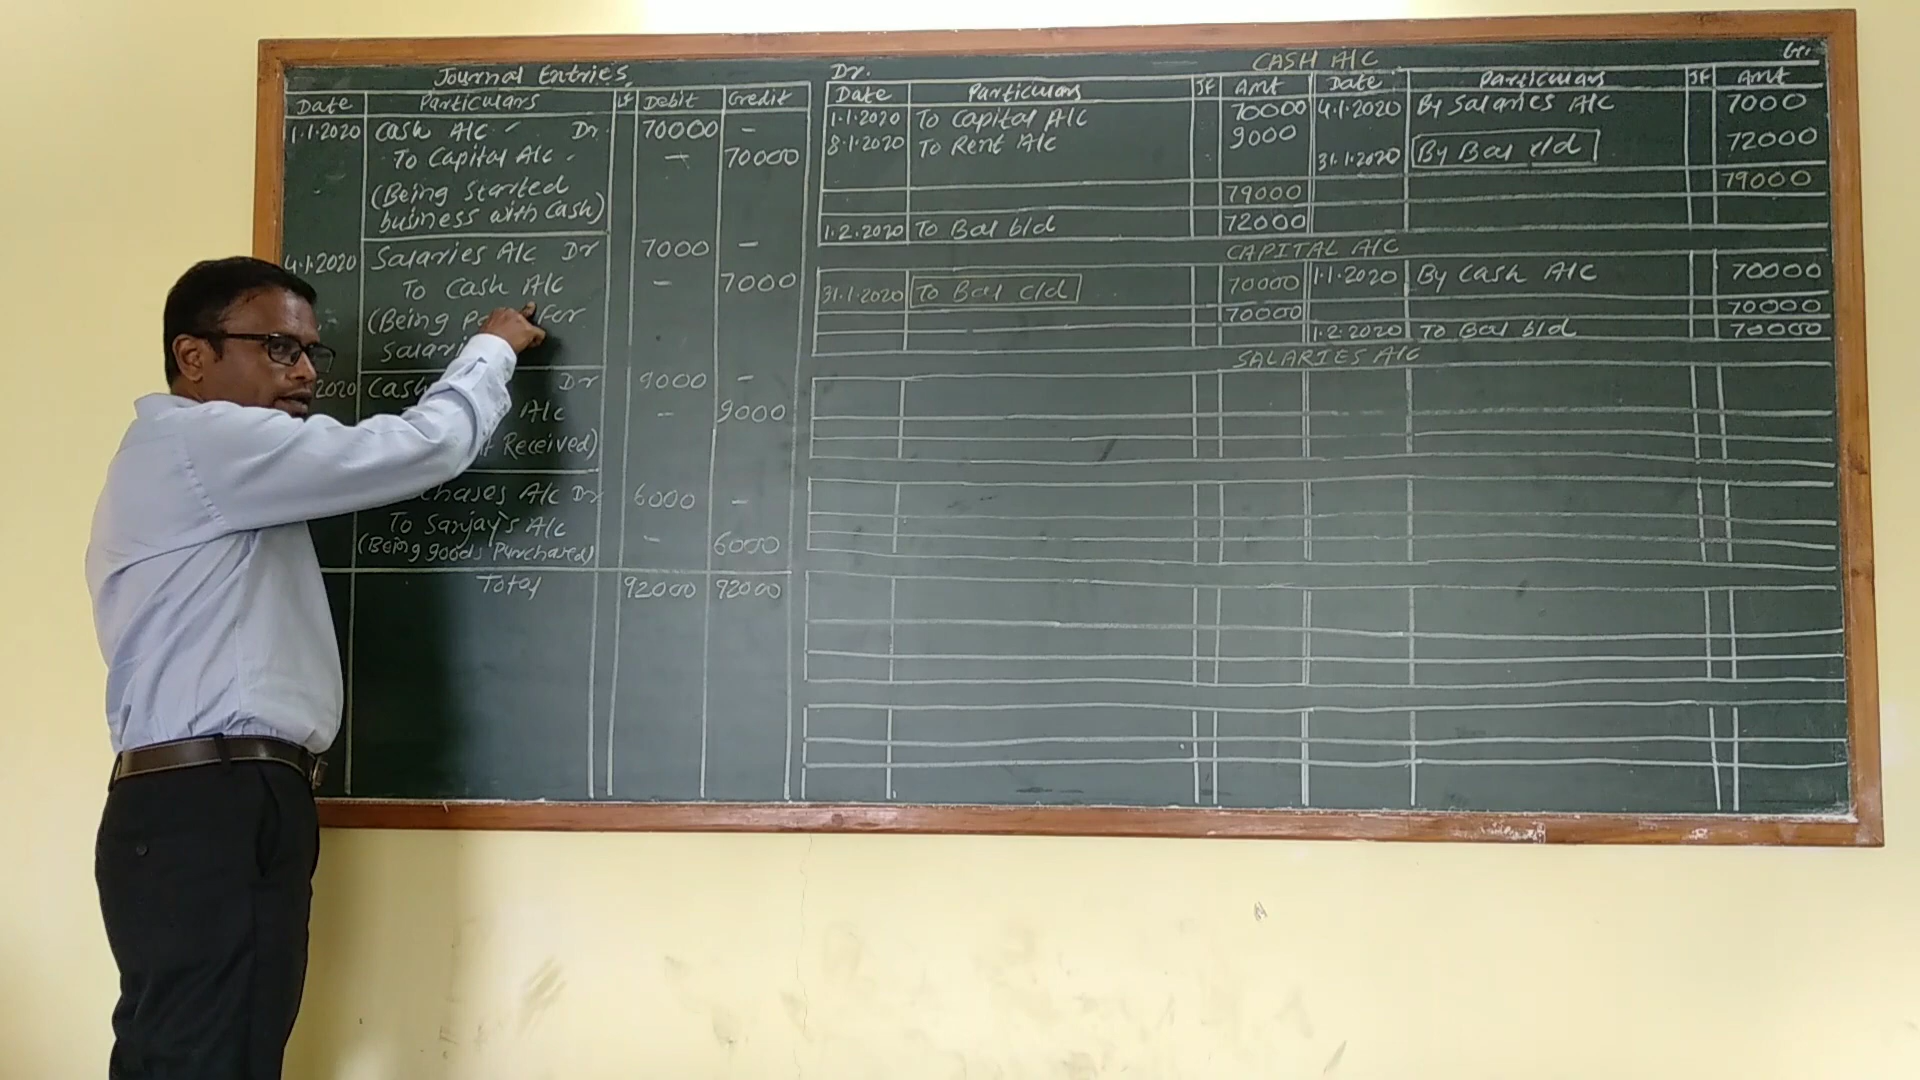 Journal Entries
Date Particulars LF Debit Credit
1.1.2020 Cash A/c Dr. 70000 -
To Capital A/c - 70000
(Being started
business with cash)
4.1.2020 Salaries A/c Dr 7000 -
To Cash A/c - 7000
(Being for
2020 Cash Dr 9000 -
A/c - 9000
Received)
A/c Dr 6000 -
To Sanjay's A/c
(Being goods Purchased) - 6000
Total 92000 92000
Dr. CASH A/C Cr.
Date Particulars JF Amt Date Particulars JF Amt
1.1.2020 To Capital A/c 70000 4.1.2020 By Salaries A/c 7000
8.1.2020 To Rent A/c 9000
31.1.2020 By Bal c/d 72000
79000 79000
1.2.2020 To Bal b/d 72000
CAPITAL A/C
31.1.2020 To Bal c/d 70000 1.1.2020 By Cash A/c 70000
70000 70000
1.2.2020 To Bal b/d 70000
SALARIES A/C